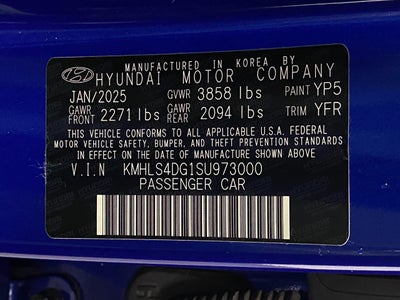 MANUFACTURED IN KOREA BY
HYUNDAI MOTOR COMPANY
JAN/2025 GVWR 3858 lbs PAINT YP5
GAWR FRONT 2271 lbs GAWR REAR 2094 lbs TRIM YFR
THIS VEHICLE CONFORMS TO ALL APPLICABLE U.S.A. FEDERAL
MOTOR VEHICLE SAFETY, BUMPER, AND THEFT PREVENTION STANDARDS
IN EFFECT ON THE DATE OF MANUFACTURE SHOWN ABOVE.
V.I.N KMHLS4DG1SU973000
PASSENGER CAR